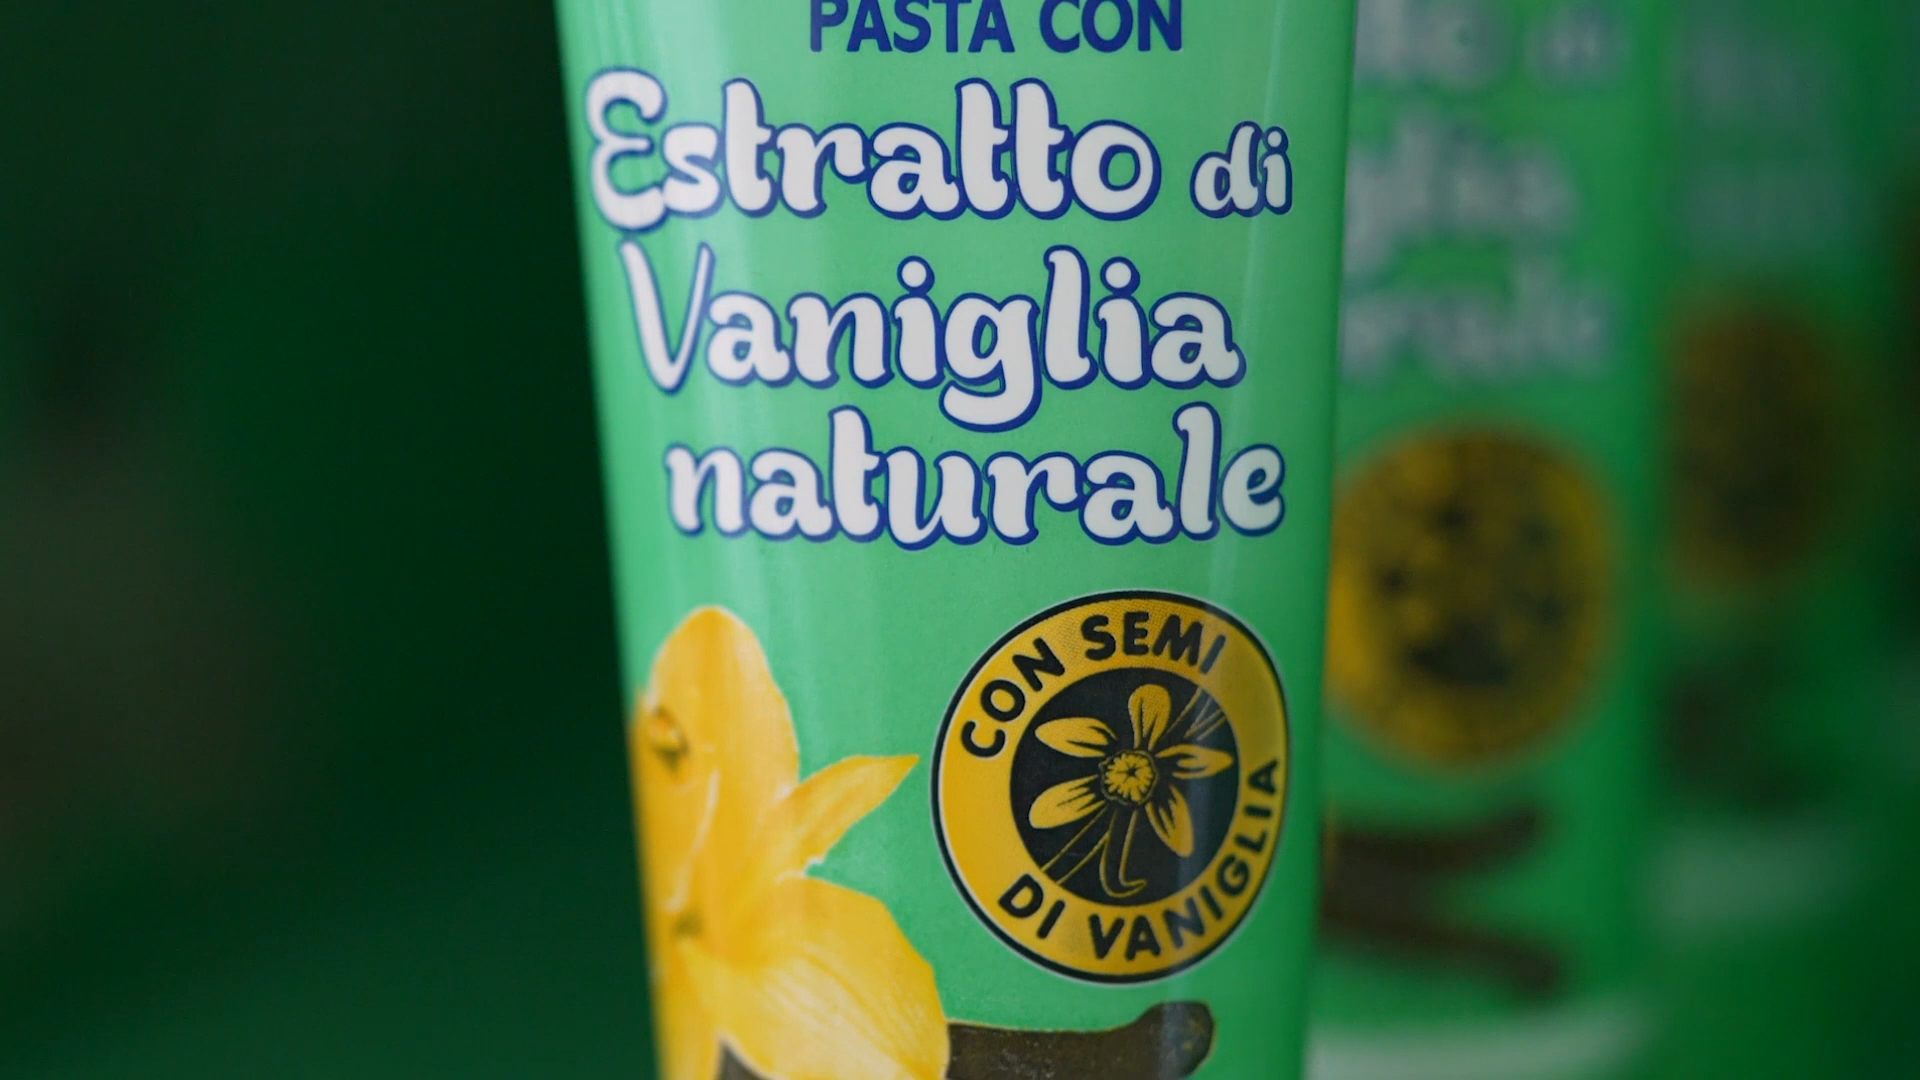 PASTA CON
Estratto di
Vaniglia
naturale
CON SEMI
DI VANIGLIA